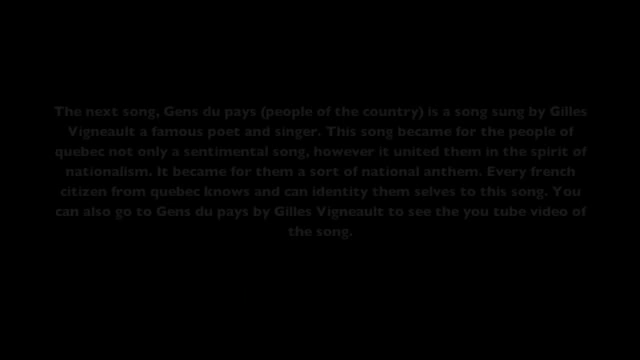 The next song, Gens du pays (people of the country) is a song sung by Gilles
Vigneault a famous poet and singer. This song became for the people of
quebec not only a sentimental song, however it united them in the spirit of
nationalism. It became for them a sort of national anthem. Every french
citizen from quebec knows and can identity them selves to this song. You
can also go to Gens du pays by Gilles Vigneault to see the you tube video of
the song.